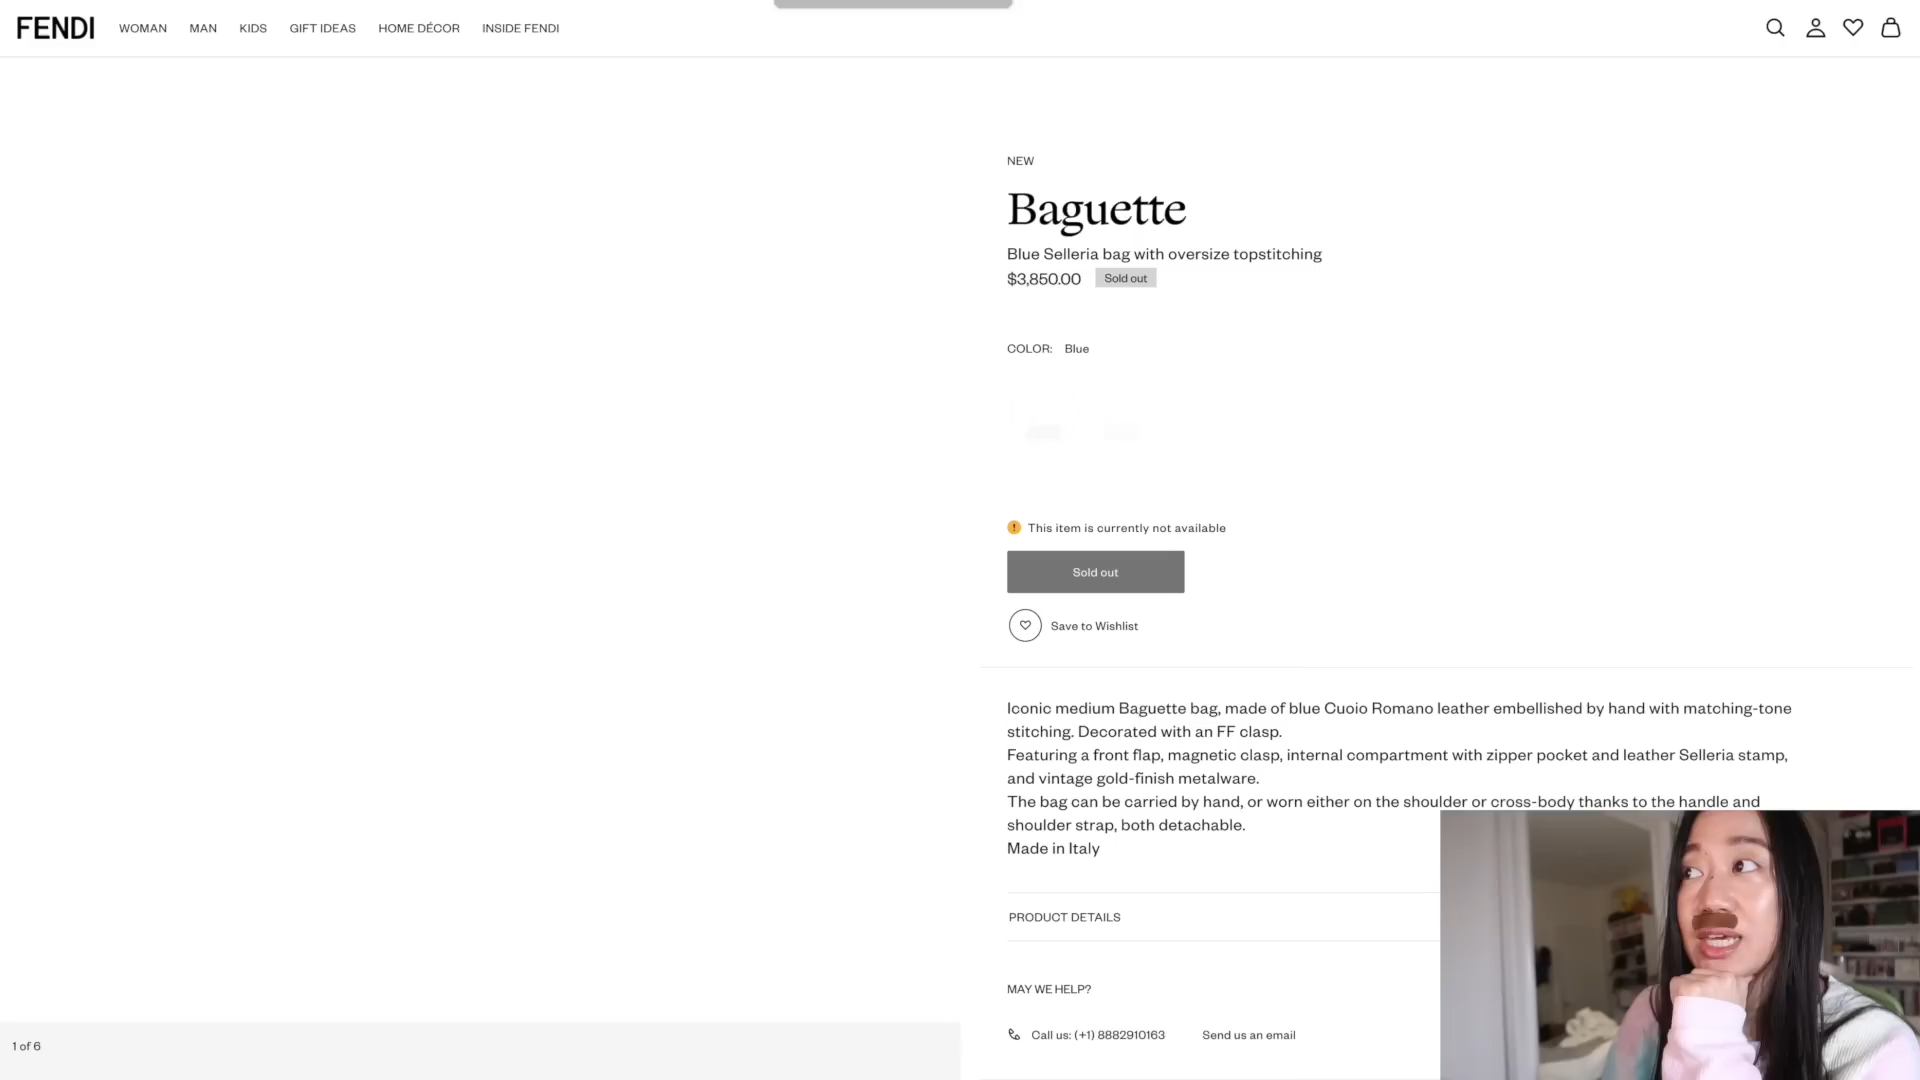 FENDI WOMAN MAN KIDS GIFT IDEAS HOME DÉCOR INSIDE FENDI
NEW
Baguette
Blue Selleria bag with oversize topstitching
$3,850.00 Sold out
COLOR: Blue
! This item is currently not available
Sold out
Save to Wishlist
Iconic medium Baguette bag, made of blue Cuoio Romano leather embellished by hand with matching-tone
stitching. Decorated with an FF clasp.
Featuring a front flap, magnetic clasp, internal compartment with zipper pocket and leather Selleria stamp,
and vintage gold-finish metalware.
The bag can be carried by hand, or worn either on the shoulder or cross-body thanks to the handle and
shoulder strap, both detachable.
Made in Italy
PRODUCT DETAILS
MAY WE HELP?
Call us: (+1) 8882910163 Send us an email
1 of 6